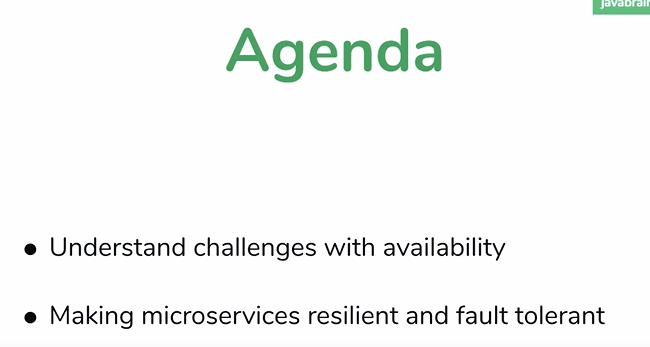 Agenda
● Understand challenges with availability
● Making microservices resilient and fault tolerant